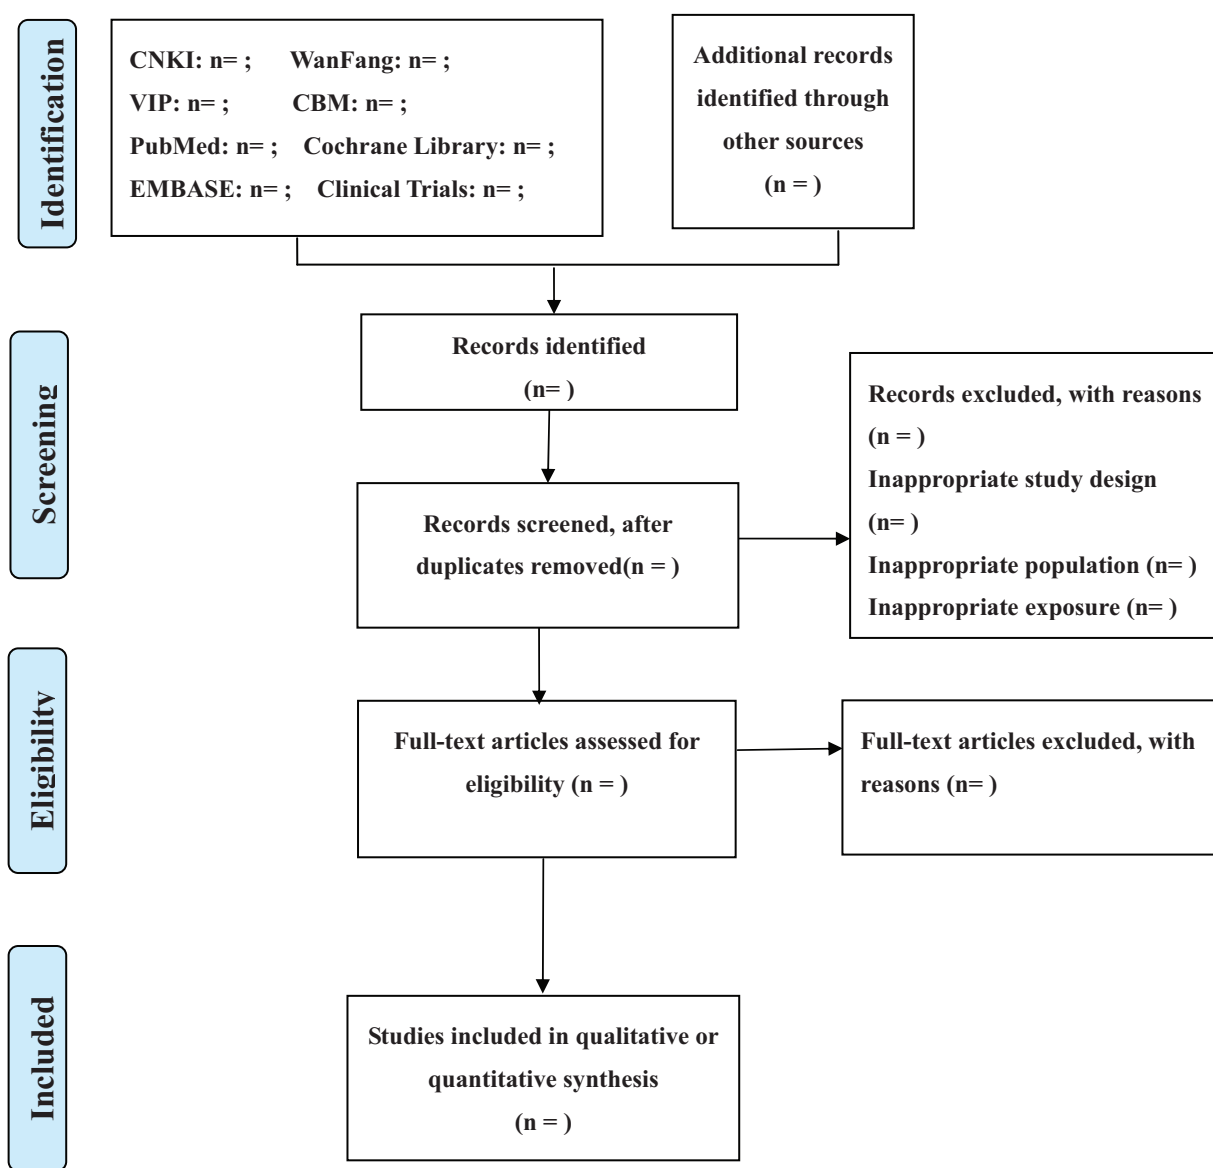 Identification
CNKI: n= ; WanFang: n= ;
VIP: n= ; CBM: n= ;
PubMed: n= ; Cochrane Library: n= ;
EMBASE: n= ; Clinical Trials: n= ;
Additional records
identified through
other sources
(n = )
Screening
Records identified
(n= )
Records screened, after
duplicates removed(n = )
Records excluded, with reasons
(n = )
Inappropriate study design
(n= )
Inappropriate population (n= )
Inappropriate exposure (n= )
Eligibility
Full-text articles assessed for
eligibility (n = )
Full-text articles excluded, with
reasons (n= )
Included
Studies included in qualitative or
quantitative synthesis
(n = )